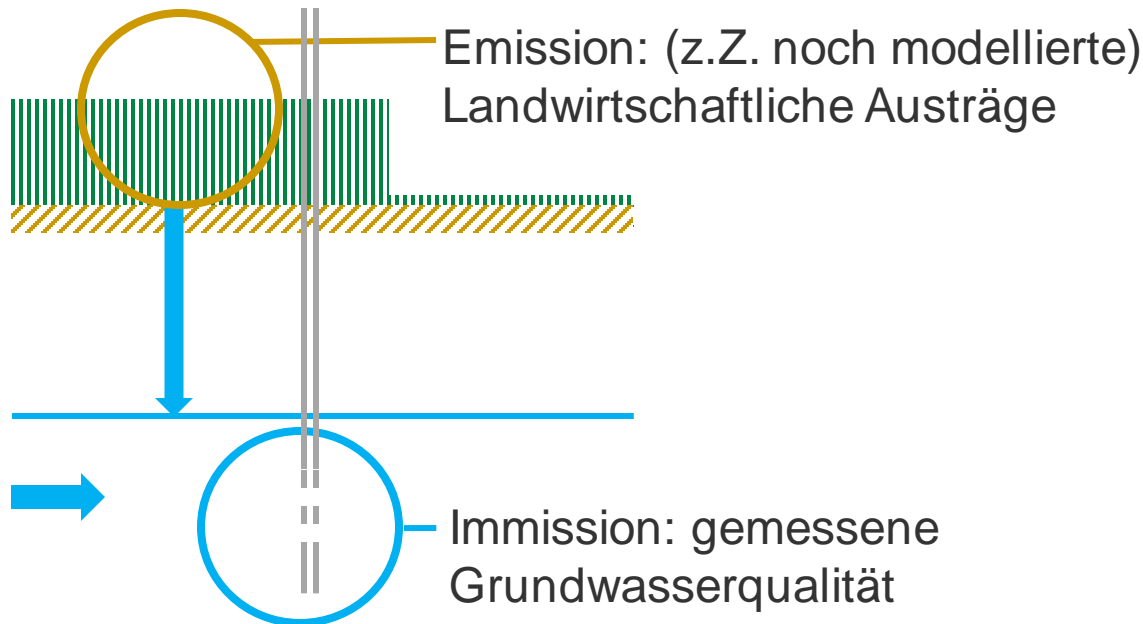 Emission: (z.Z. noch modellierte)
Landwirtschaftliche Austräge
Immission: gemessene
Grundwasserqualität